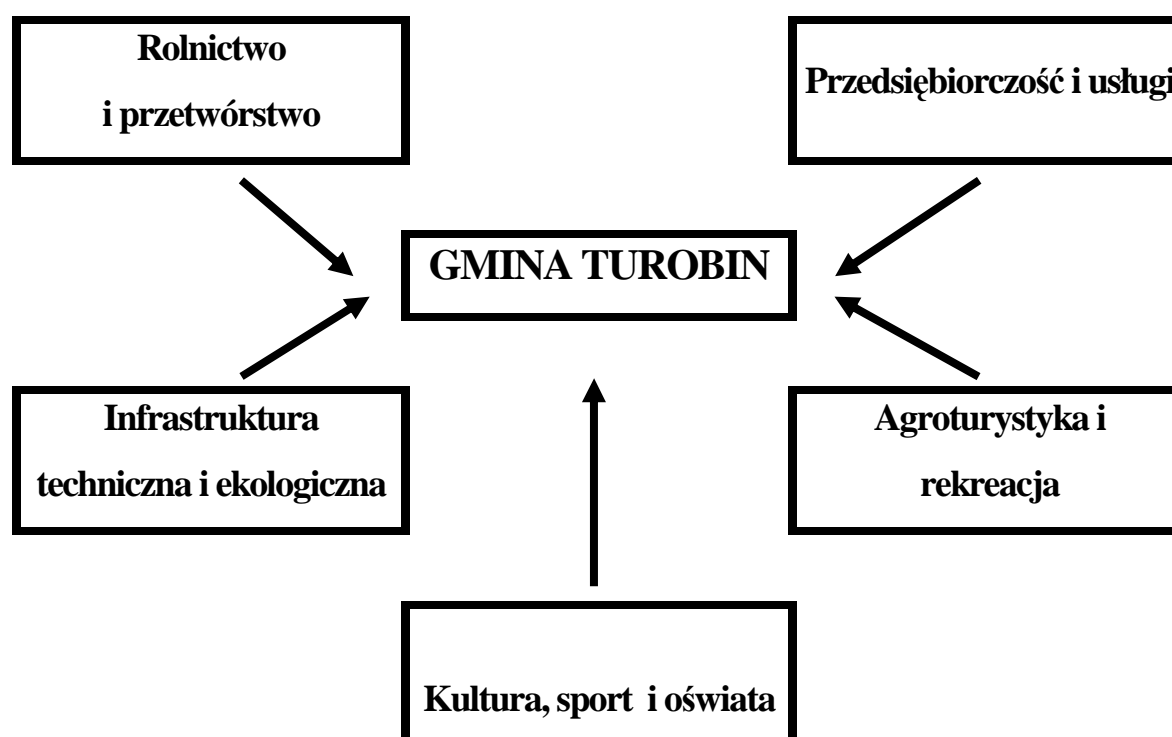 Rolnictwo
i przetwórstwo
Przedsiębiorczość i usługi
GMINA TUROBIN
Infrastruktura
techniczna i ekologiczna
Agroturystyka i
rekreacja
Kultura, sport i oświata